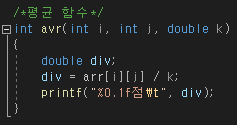 /*평균 함수*/
int avr(int i, int j, double k)
{
double div;
div = arr[i][j] / k;
printf("%0.1f점\t", div);
}